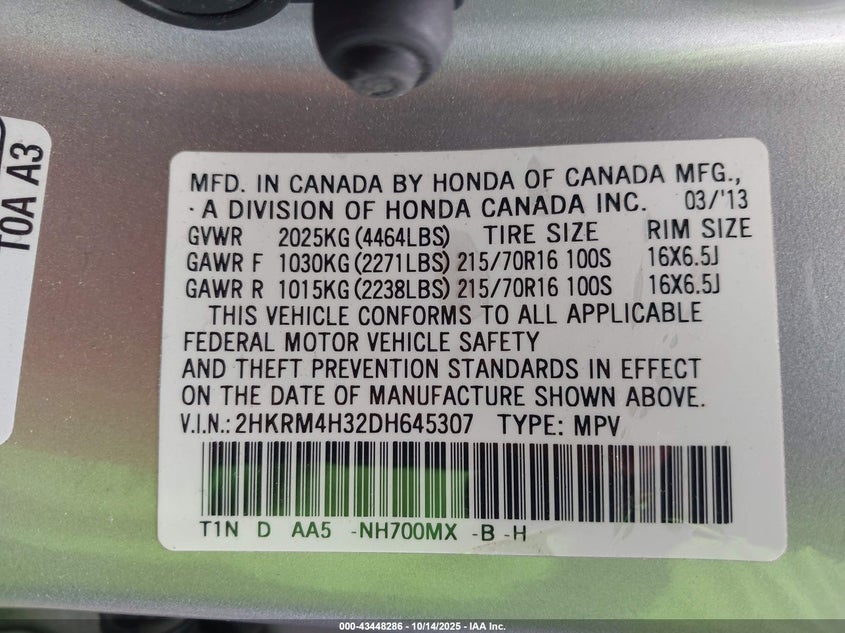 T0A A3
MFD. IN CANADA BY HONDA OF CANADA MFG.,
· A DIVISION OF HONDA CANADA INC. 03/'13
GVWR 2025KG (4464LBS) TIRE SIZE RIM SIZE
GAWR F 1030KG (2271LBS) 215/70R16 100S 16X6.5J
GAWR R 1015KG (2238LBS) 215/70R16 100S 16X6.5J
THIS VEHICLE CONFORMS TO ALL APPLICABLE
FEDERAL MOTOR VEHICLE SAFETY
AND THEFT PREVENTION STANDARDS IN EFFECT
ON THE DATE OF MANUFACTURE SHOWN ABOVE.
V.I.N.: 2HKRM4H32DH645307 TYPE: MPV
T1N D AA5 -NH700MX -B -H
000-43448286 - 10/14/2025 - IAA Inc.